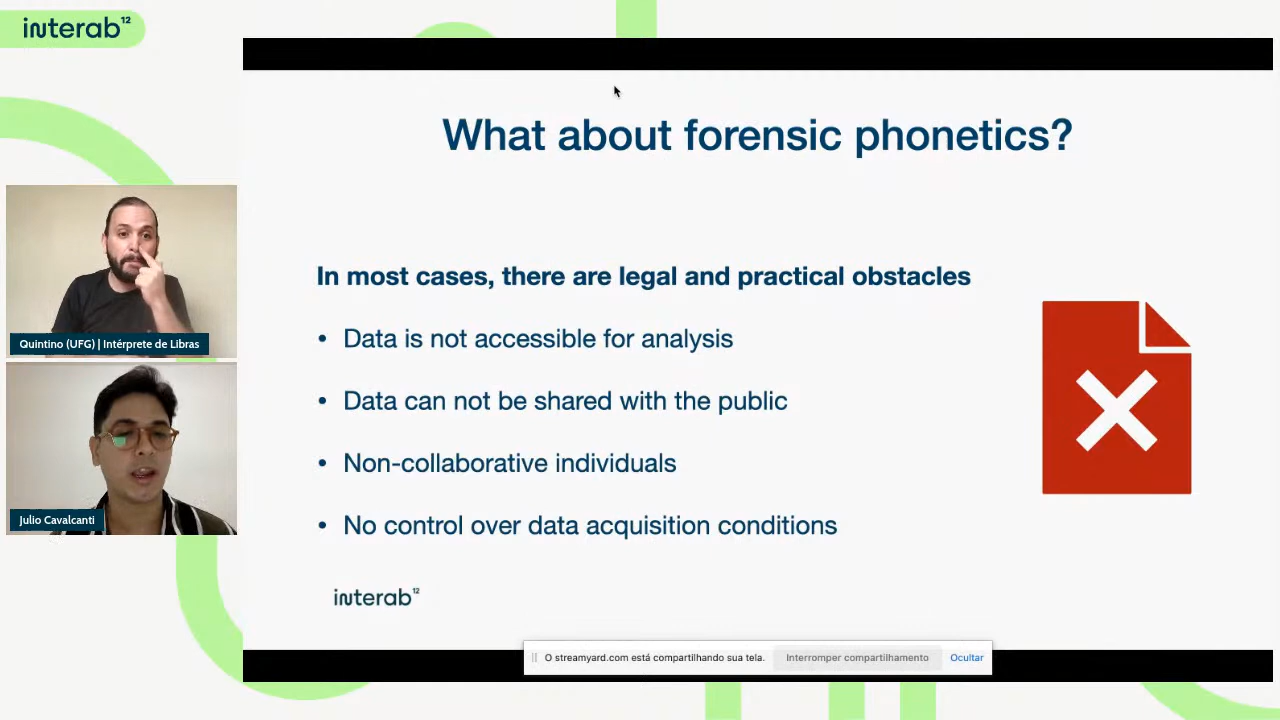 interab¹²
What about forensic phonetics?
In most cases, there are legal and practical obstacles
• Data is not accessible for analysis
• Data can not be shared with the public
• Non-collaborative individuals
• No control over data acquisition conditions
interab¹²
Quintino (UFG) | Intérprete de Libras
Julio Cavalcanti
O streamyard.com está compartilhando sua tela.
Interromper compartilhamento
Ocultar